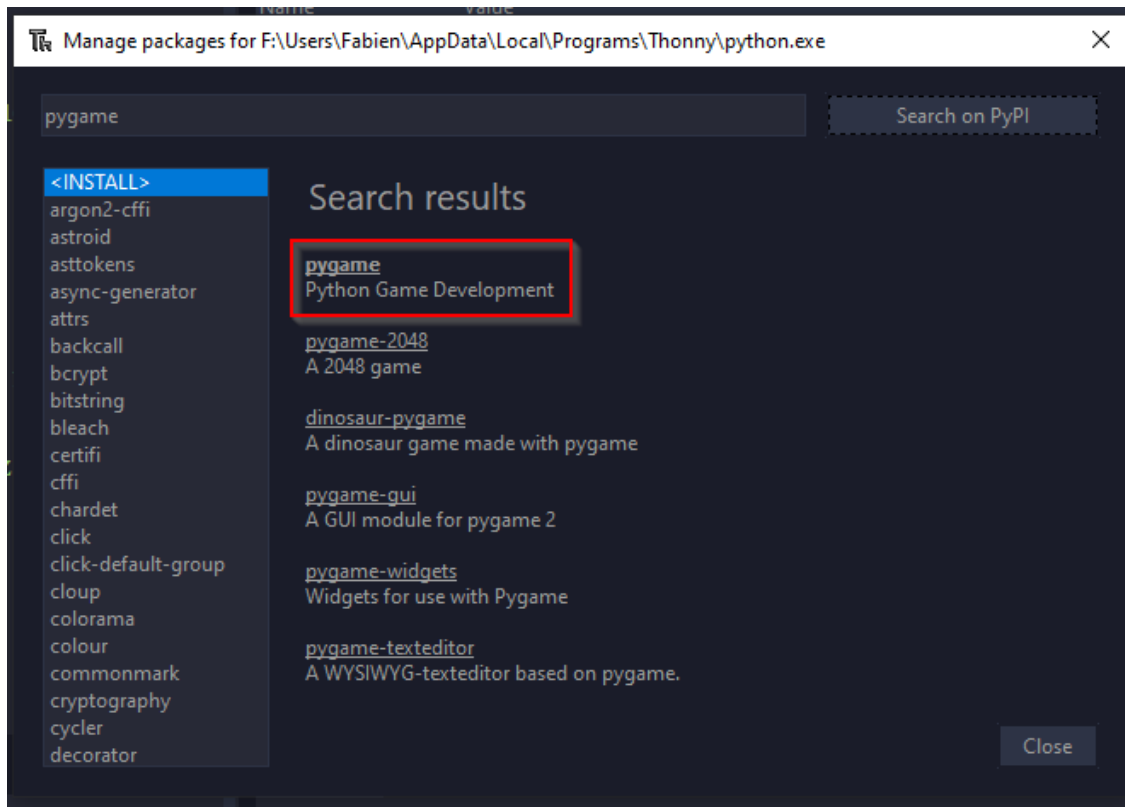 Name Value
Manage packages for F:\Users\Fabien\AppData\Local\Programs\Thonny\python.exe
pygame
Search on PyPI
<INSTALL>
argon2-cffi
astroid
asttokens
async-generator
attrs
backcall
bcrypt
bitstring
bleach
certifi
cffi
chardet
click
click-default-group
cloup
colorama
colour
commonmark
cryptography
cycler
decorator
Search results
pygame
Python Game Development
pygame-2048
A 2048 game
dinosaur-pygame
A dinosaur game made with pygame
pygame-gui
A GUI module for pygame 2
pygame-widgets
Widgets for use with Pygame
pygame-texteditor
A WYSIWYG-texteditor based on pygame.
Close